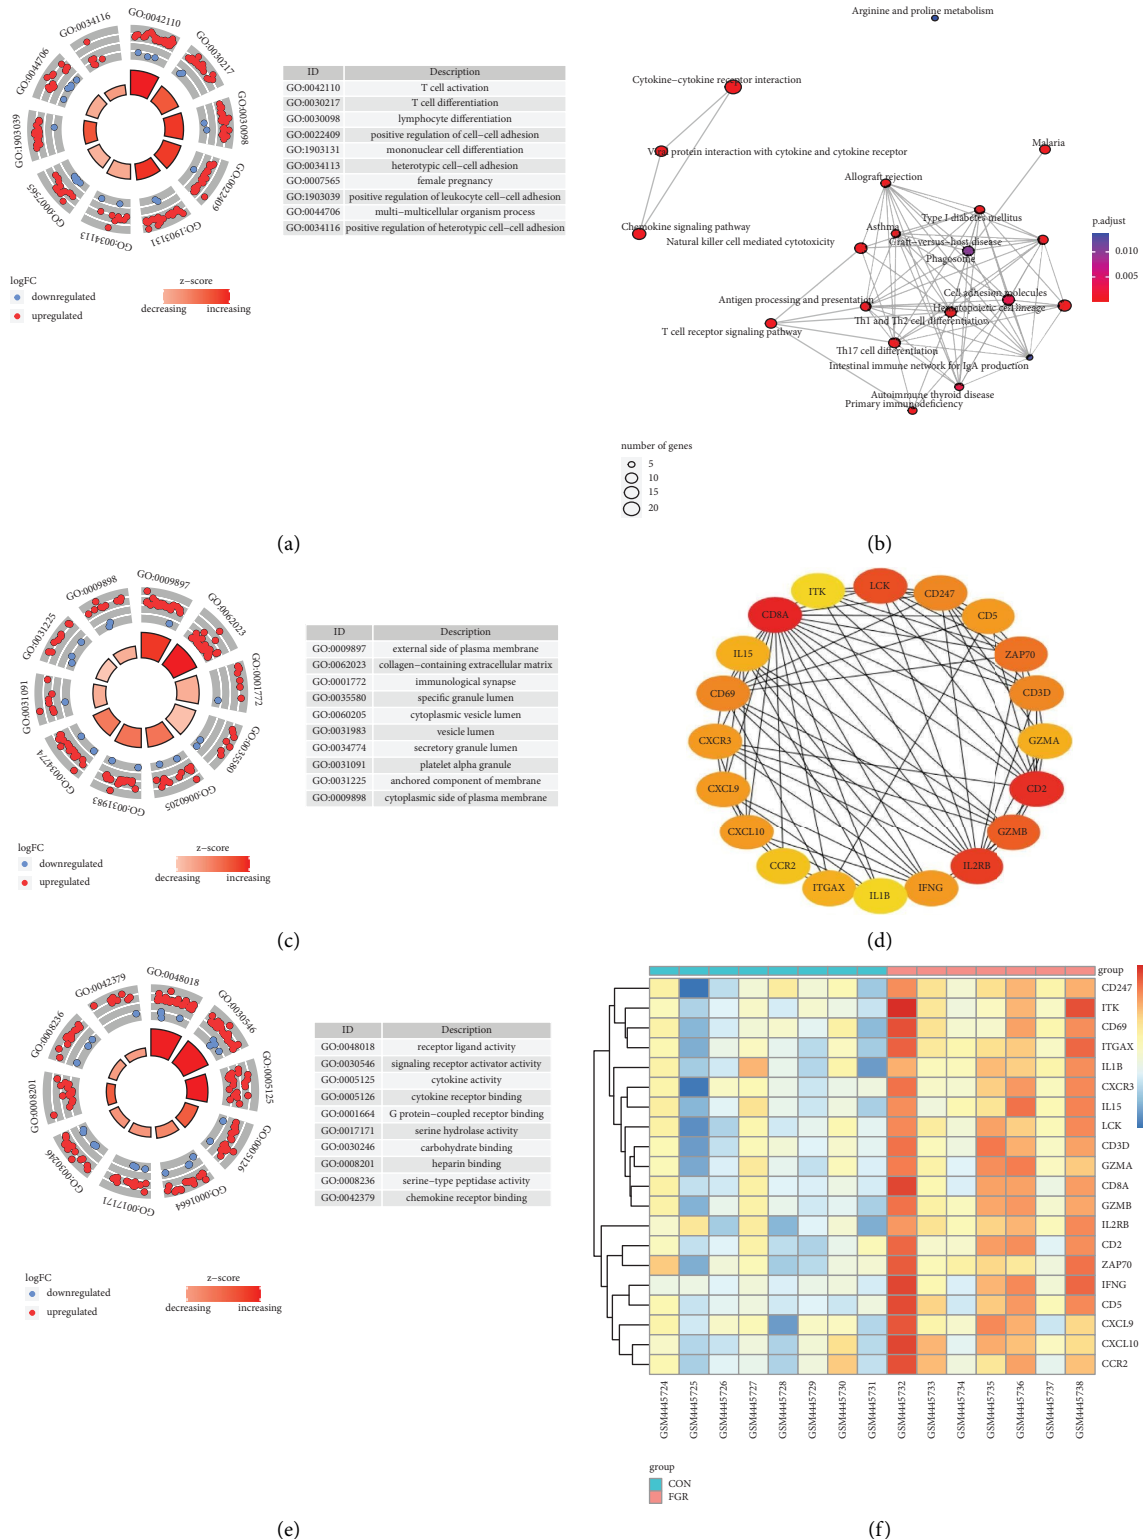 GO:0034116
GO:0042110
GO:0030217
GO:0030098
GO:0022409
GO:1903131
GO:0034113
GO:0007565
GO:1903039
GO:0044706
ID Description
GO:0042110 T cell activation
GO:0030217 T cell differentiation
GO:0030098 lymphocyte differentiation
GO:0022409 positive regulation of cell−cell adhesion
GO:1903131 mononuclear cell differentiation
GO:0034113 heterotypic cell−cell adhesion
GO:0007565 female pregnancy
GO:1903039 positive regulation of leukocyte cell−cell adhesion
GO:0044706 multi−multicellular organism process
GO:0034116 positive regulation of heterotypic cell−cell adhesion
logFC
downregulated
upregulated
z−score
decreasing increasing
(a)
Arginine and proline metabolism
Cytokine−cytokine receptor interaction
Viral protein interaction with cytokine and cytokine receptor
Malaria
Allograft rejection
Chemokine signaling pathway
Type I diabetes mellitus
Asthma
Natural killer cell mediated cytotoxicity
Graft−versus−host disease
Phagosome
Cell adhesion molecules
Antigen processing and presentation
Hematopoietic cell lineage
Th1 and Th2 cell differentiation
T cell receptor signaling pathway
Th17 cell differentiation
Intestinal immune network for IgA production
Autoimmune thyroid disease
Primary immunodeficiency
p.adjust
0.010
0.005
number of genes
5
10
15
20
(b)
GO:0009898
GO:0009897
GO:0062023
GO:0001772
GO:0035580
GO:0060205
GO:0031983
GO:0034774
GO:0031091
GO:0031225
ID Description
GO:0009897 external side of plasma membrane
GO:0062023 collagen−containing extracellular matrix
GO:0001772 immunological synapse
GO:0035580 specific granule lumen
GO:0060205 cytoplasmic vesicle lumen
GO:0031983 vesicle lumen
GO:0034774 secretory granule lumen
GO:0031091 platelet alpha granule
GO:0031225 anchored component of membrane
GO:0009898 cytoplasmic side of plasma membrane
logFC
downregulated
upregulated
z−score
decreasing increasing
(c)
LCK
CD247
CD5
ZAP70
CD3D
GZMA
CD2
GZMB
IL2RB
IFNG
IL1B
ITGAX
CCR2
CXCL10
CXCL9
CXCR3
CD69
IL15
CD8A
ITK
(d)
GO:0042379
GO:0048018
GO:0030546
GO:0005125
GO:0005126
GO:0001664
GO:0017171
GO:0030246
GO:0008201
GO:0008236
ID Description
GO:0048018 receptor ligand activity
GO:0030546 signaling receptor activator activity
GO:0005125 cytokine activity
GO:0005126 cytokine receptor binding
GO:0001664 G protein−coupled receptor binding
GO:0017171 serine hydrolase activity
GO:0030246 carbohydrate binding
GO:0008201 heparin binding
GO:0008236 serine−type peptidase activity
GO:0042379 chemokine receptor binding
logFC
downregulated
upregulated
z−score
decreasing increasing
(e)
group
CD247
ITK
CD69
ITGAX
IL1B
CXCR3
IL15
LCK
CD3D
GZMA
CD8A
GZMB
IL2RB
CD2
ZAP70
IFNG
CD5
CXCL9
CXCL10
CCR2
GSM4445724
GSM4445725
GSM4445726
GSM4445727
GSM4445728
GSM4445729
GSM4445730
GSM4445731
GSM4445732
GSM4445733
GSM4445734
GSM4445735
GSM4445736
GSM4445737
GSM4445738
group
CON
FGR
(f)